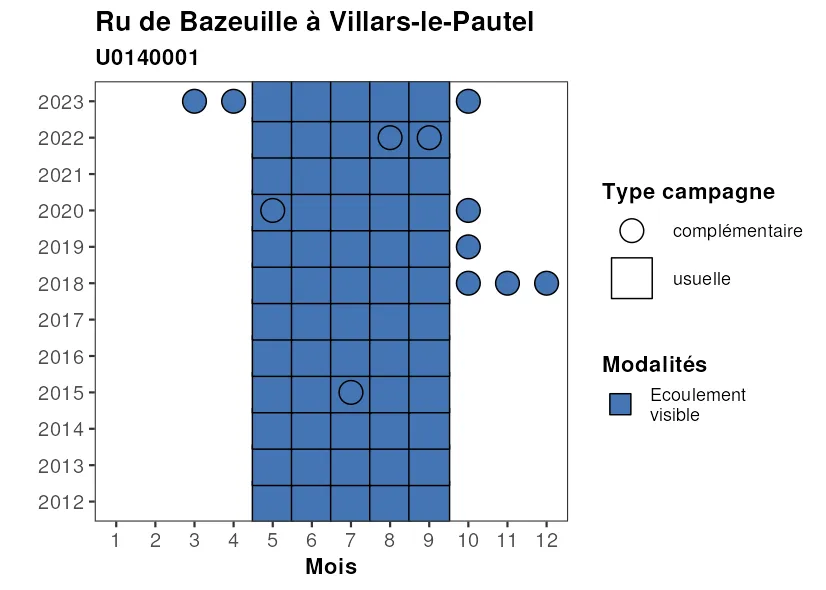 Ru de Bazeuille à Villars-le-Pautel
U0140001
2023
2022
2021
2020
2019
2018
2017
2016
2015
2014
2013
2012
1 2 3 4 5 6 7 8 9 10 11 12
Mois
Type campagne
complémentaire
usuelle
Modalités
Ecoulement
visible